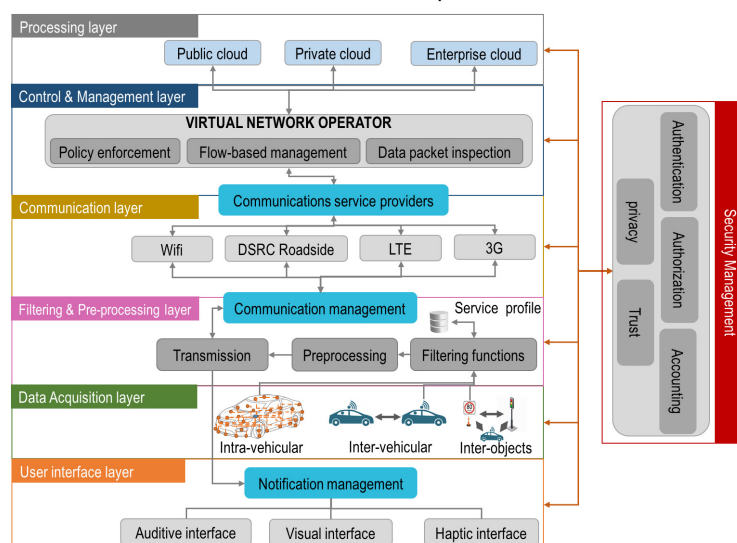 Processing layer
Public cloud
Private cloud
Enterprise cloud
Control & Management layer
VIRTUAL NETWORK OPERATOR
Policy enforcement
Flow-based management
Data packet inspection
Communications service providers
Communication layer
Wifi
DSRC Roadside
LTE
3G
Filtering & Pre-processing layer
Communication management
Service profile
Transmission
Preprocessing
Filtering functions
Data Acquisition layer
80
Intra-vehicular
Inter-vehicular
Inter-objects
User interface layer
Notification management
Auditive interface
Visual interface
Haptic interface
Authentication
privacy
Authorization
Trust
Accounting
Security Management